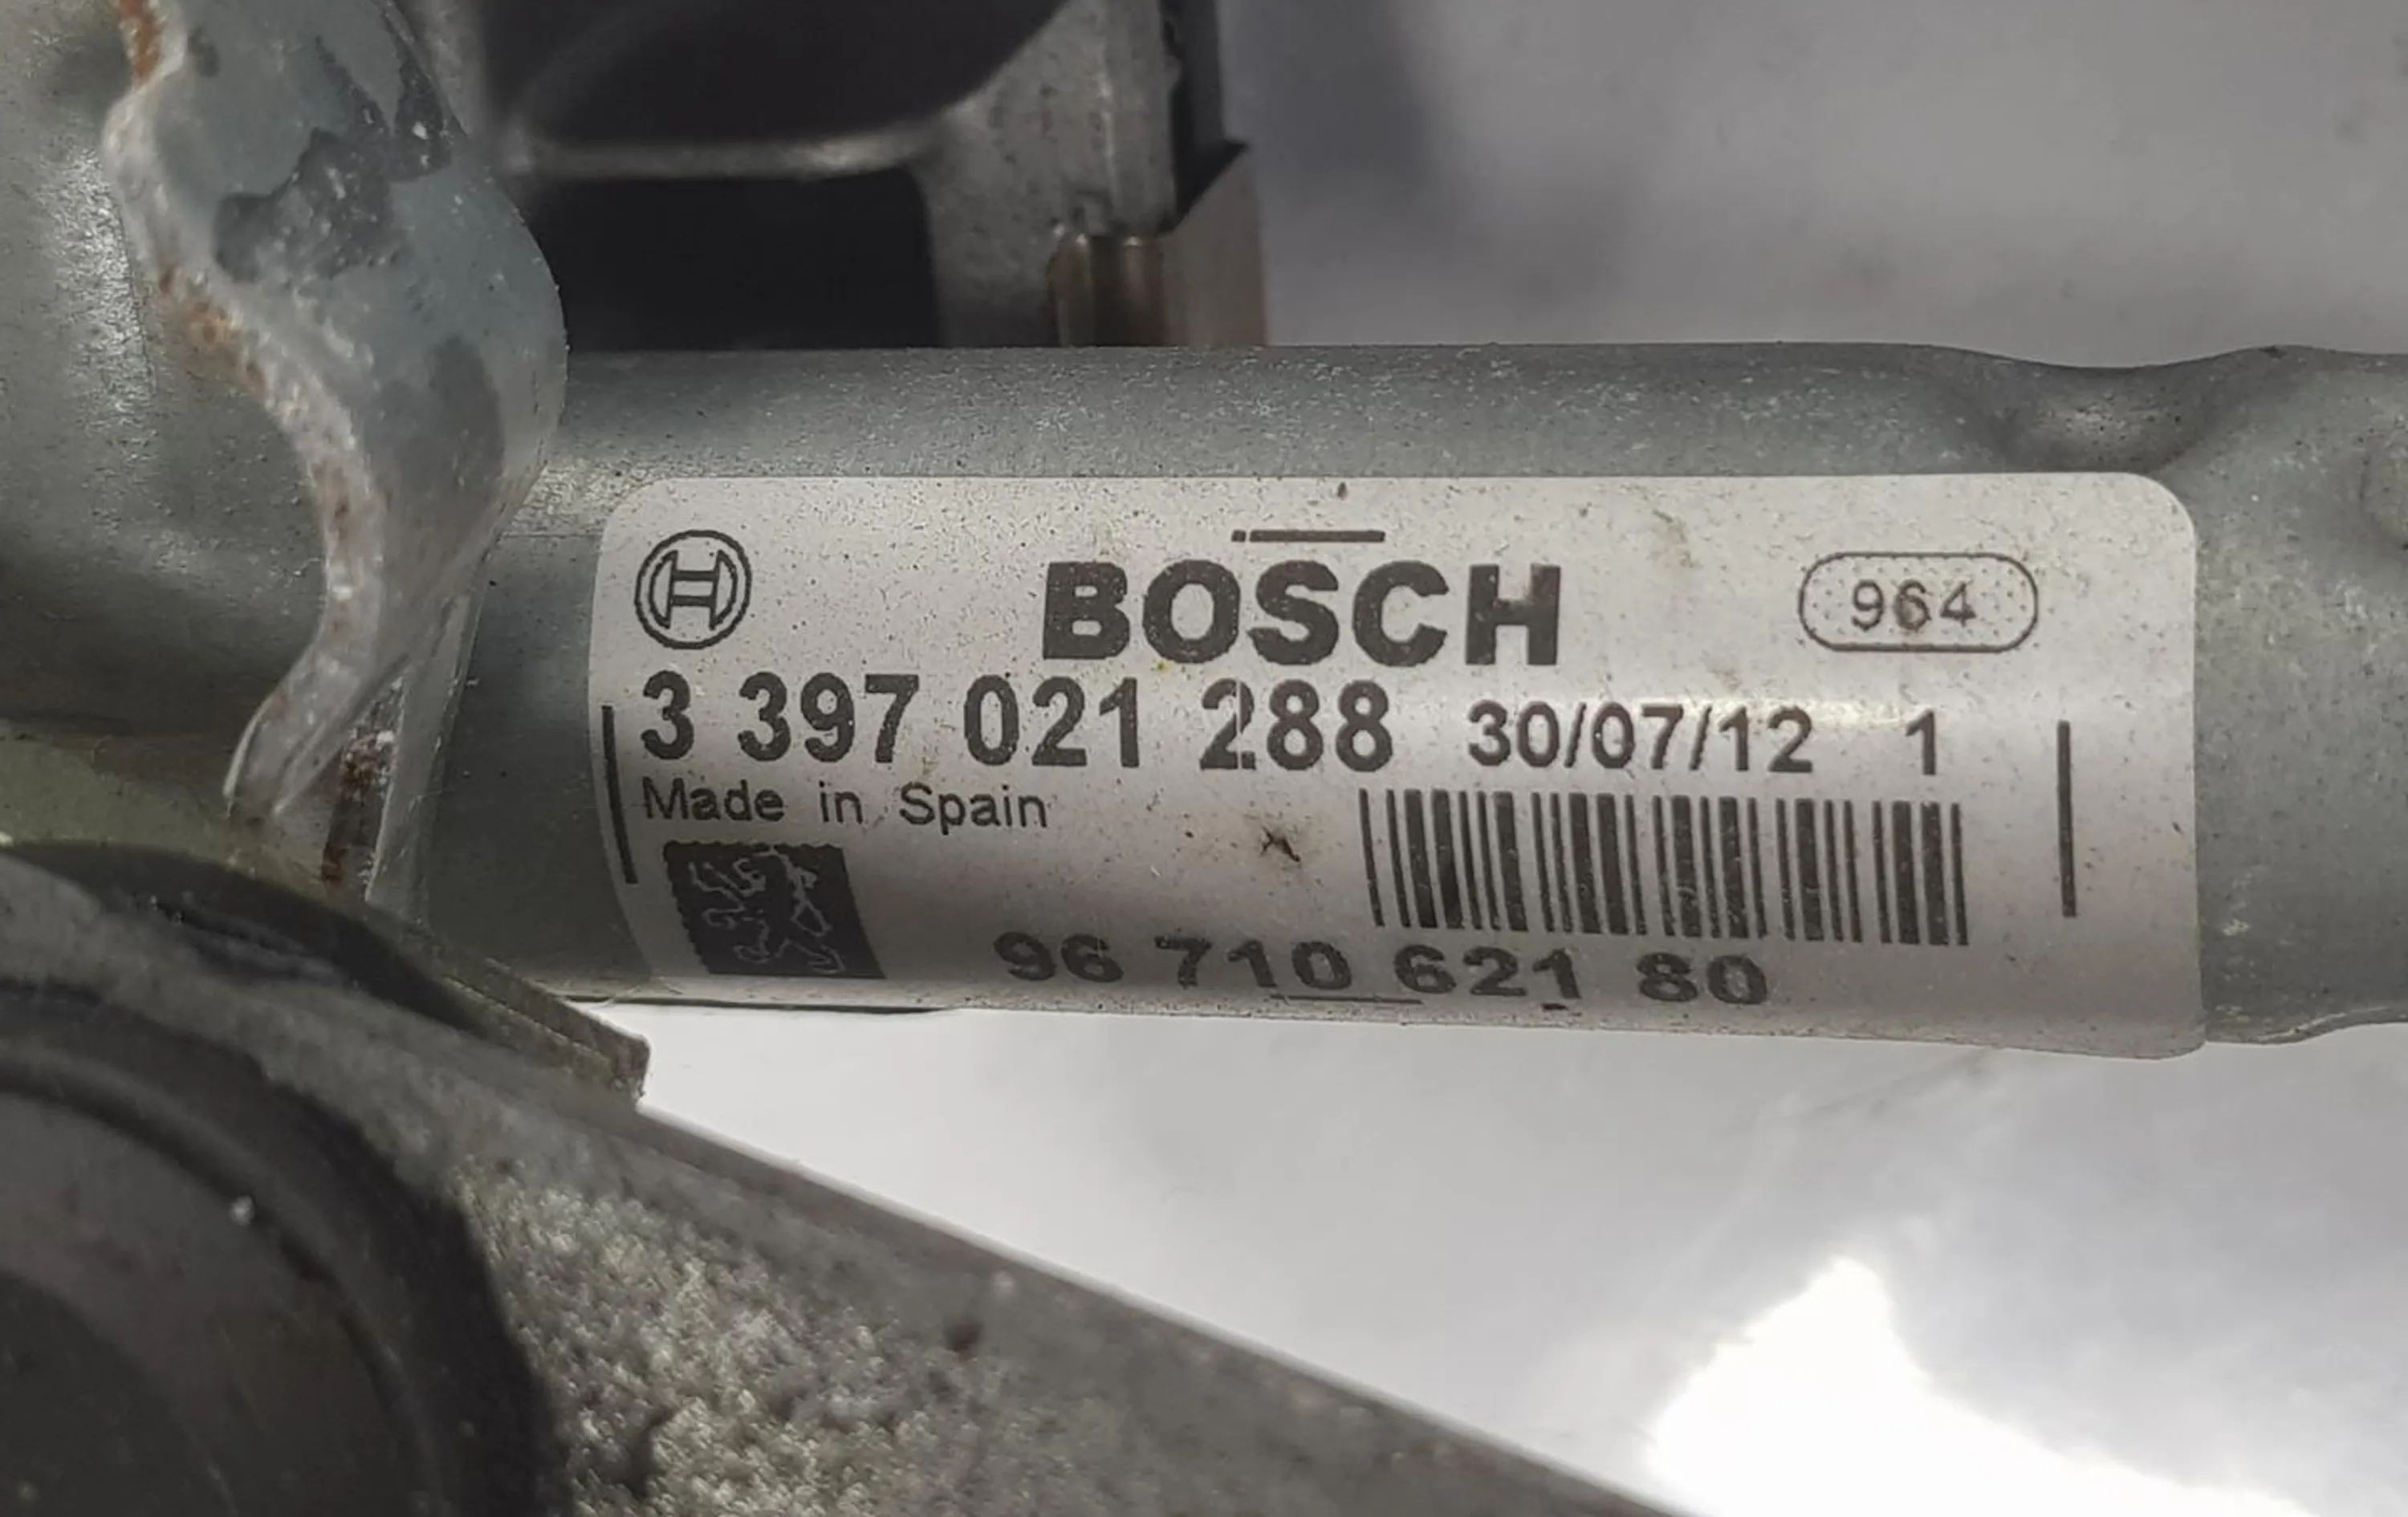 BOSCH 964
3 397 021 288 30/07/12 1
Made in Spain
96 710 621 80